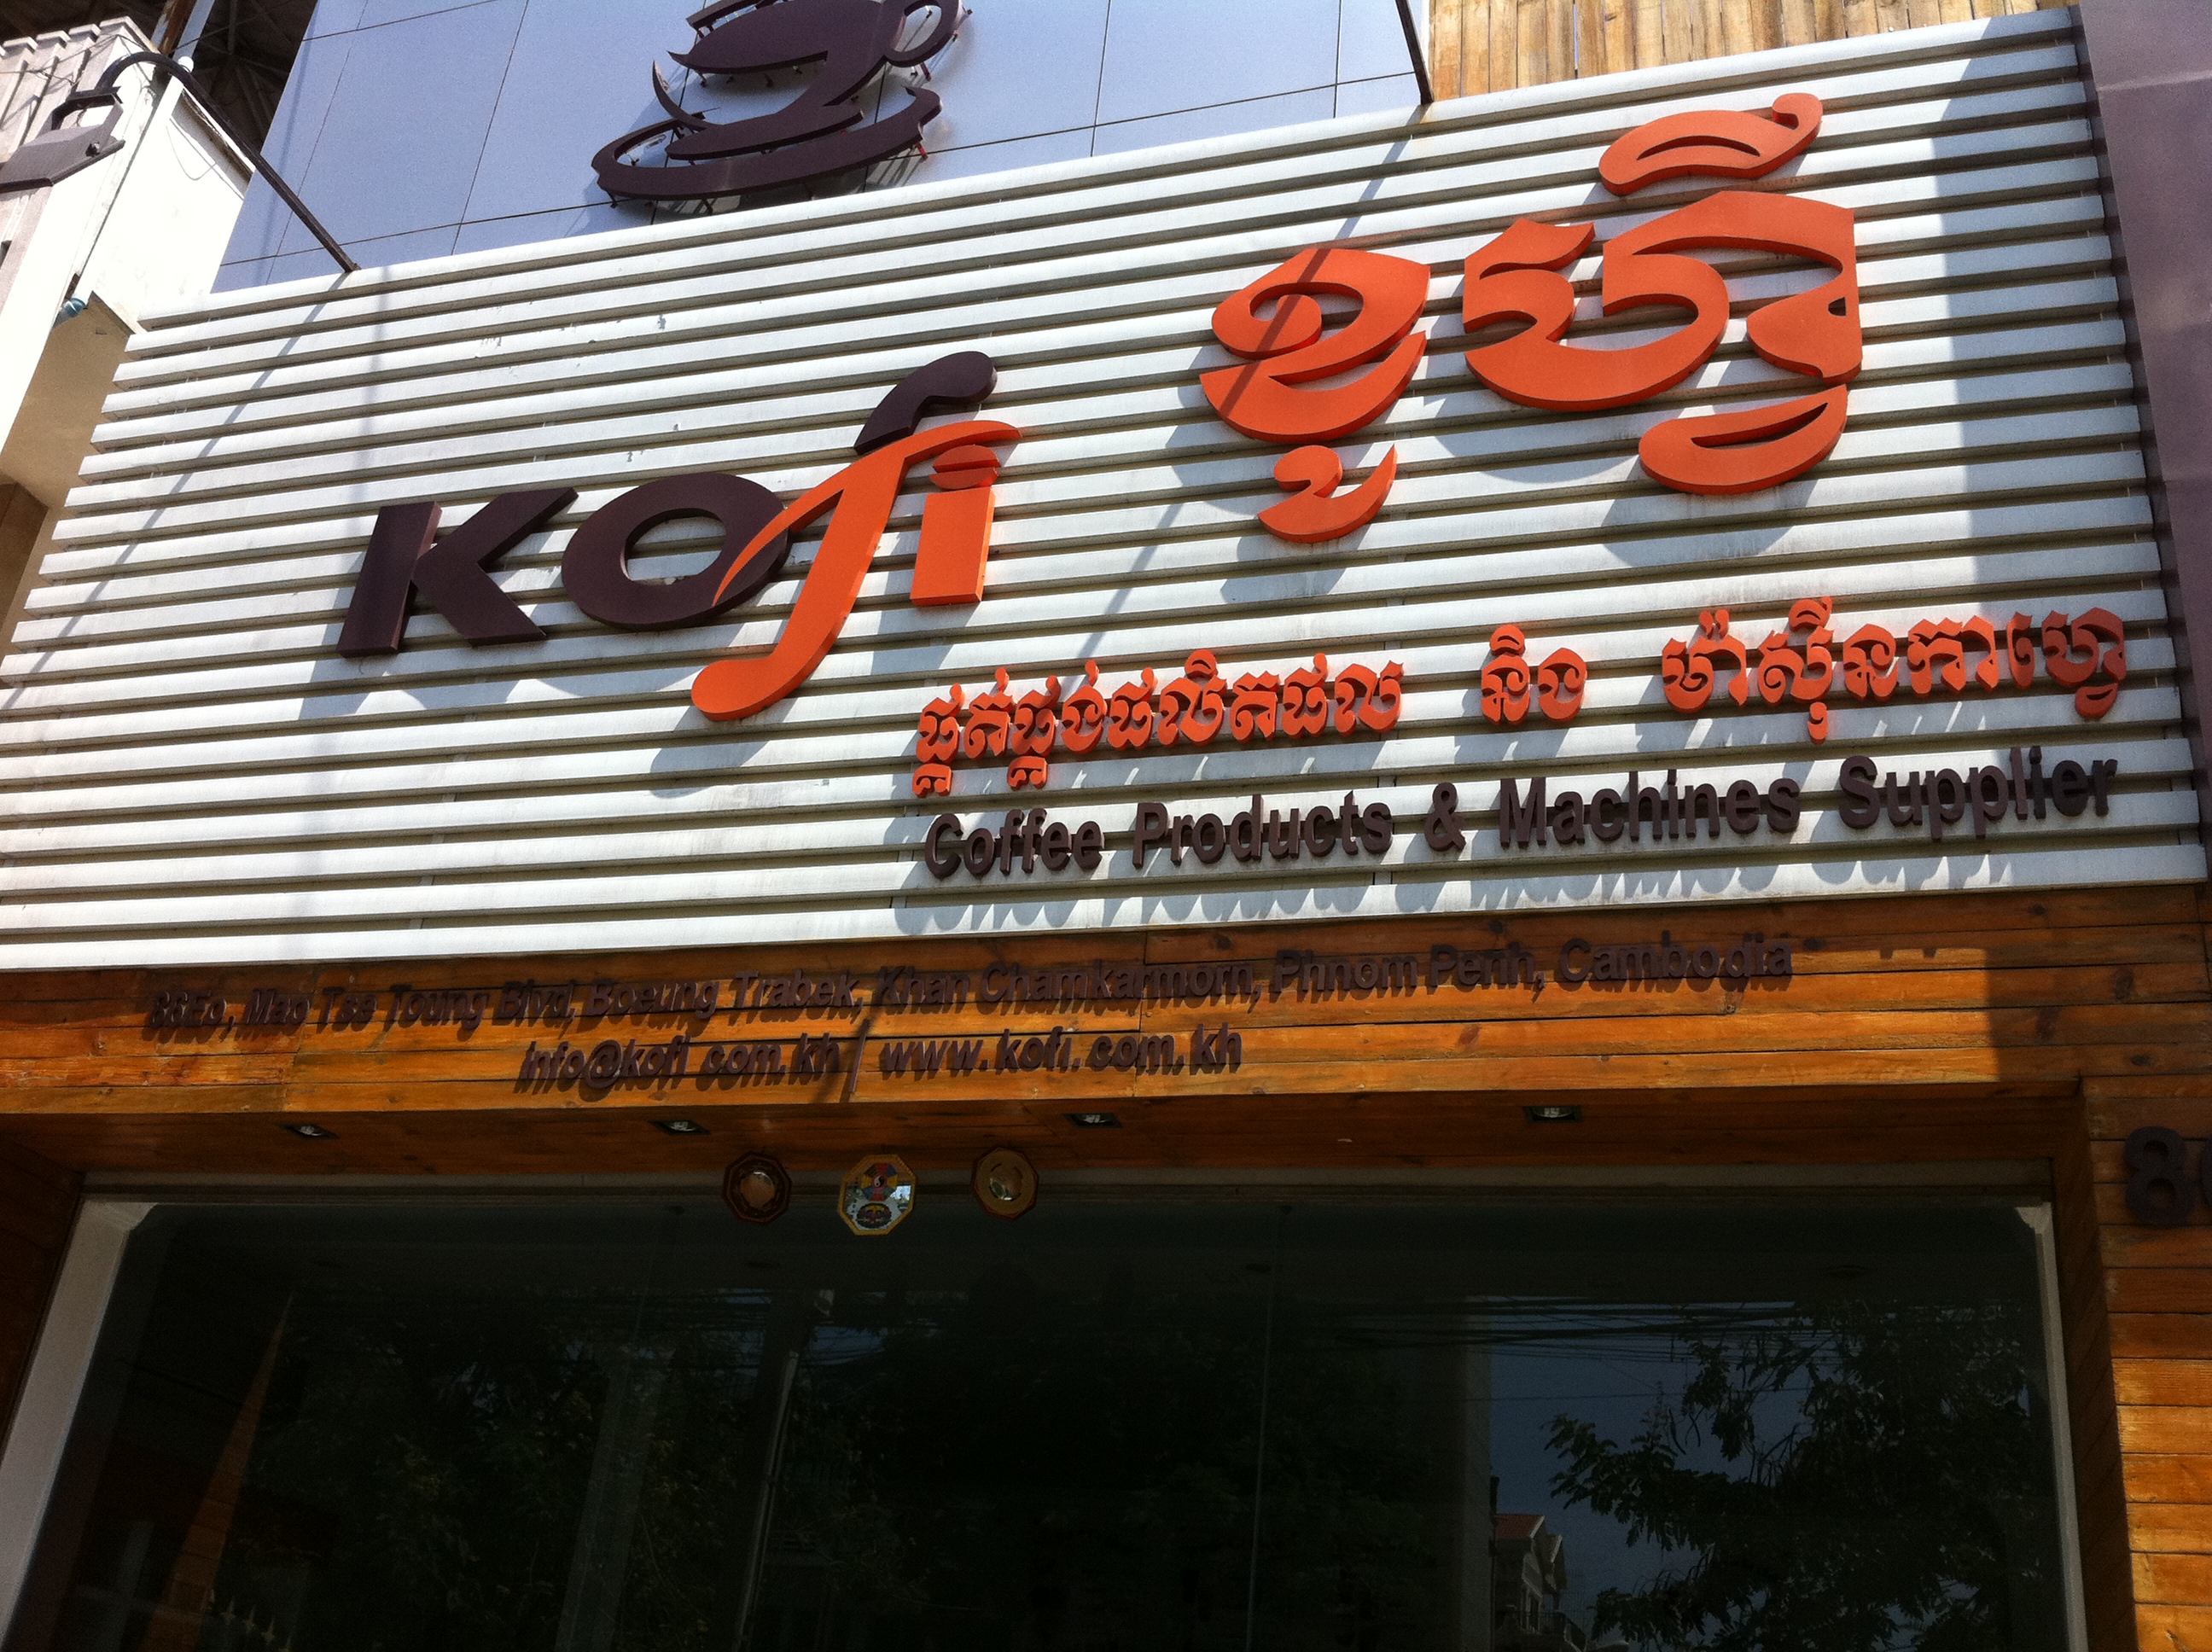 Kofi ខូហ្វី
ផ្គត់ផ្គង់ផលិតផល និង ម៉ាស៊ីនកាហ្វេ
Coffee Products & Machines Supplier
86Eo, Mao Tse Toung Blvd, Boeung Trabek, Khan Chamkarmorn, Phnom Penh, Cambodia
info@kofi.com.kh | www.kofi.com.kh